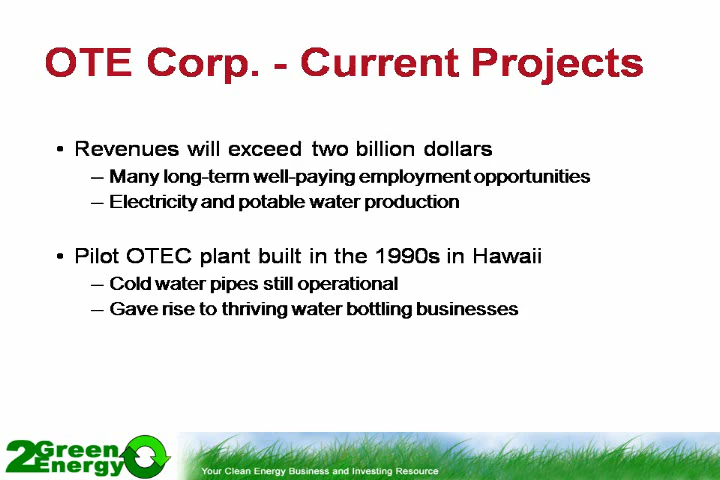 OTE Corp. - Current Projects
• Revenues will exceed two billion dollars
– Many long-term well-paying employment opportunities
– Electricity and potable water production
• Pilot OTEC plant built in the 1990s in Hawaii
– Cold water pipes still operational
– Gave rise to thriving water bottling businesses
2Green
Energy
Your Clean Energy Business and Investing Resource